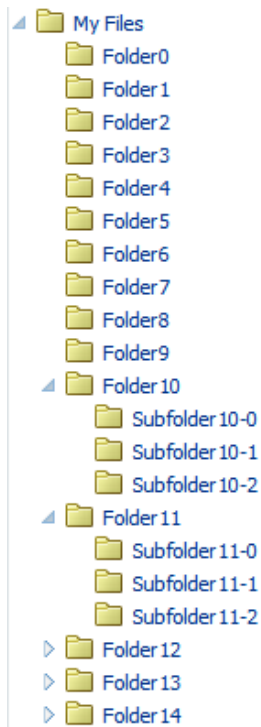 My Files
Folder0
Folder1
Folder2
Folder3
Folder4
Folder5
Folder6
Folder7
Folder8
Folder9
Folder10
Subfolder10-0
Subfolder10-1
Subfolder10-2
Folder11
Subfolder11-0
Subfolder11-1
Subfolder11-2
Folder12
Folder13
Folder14